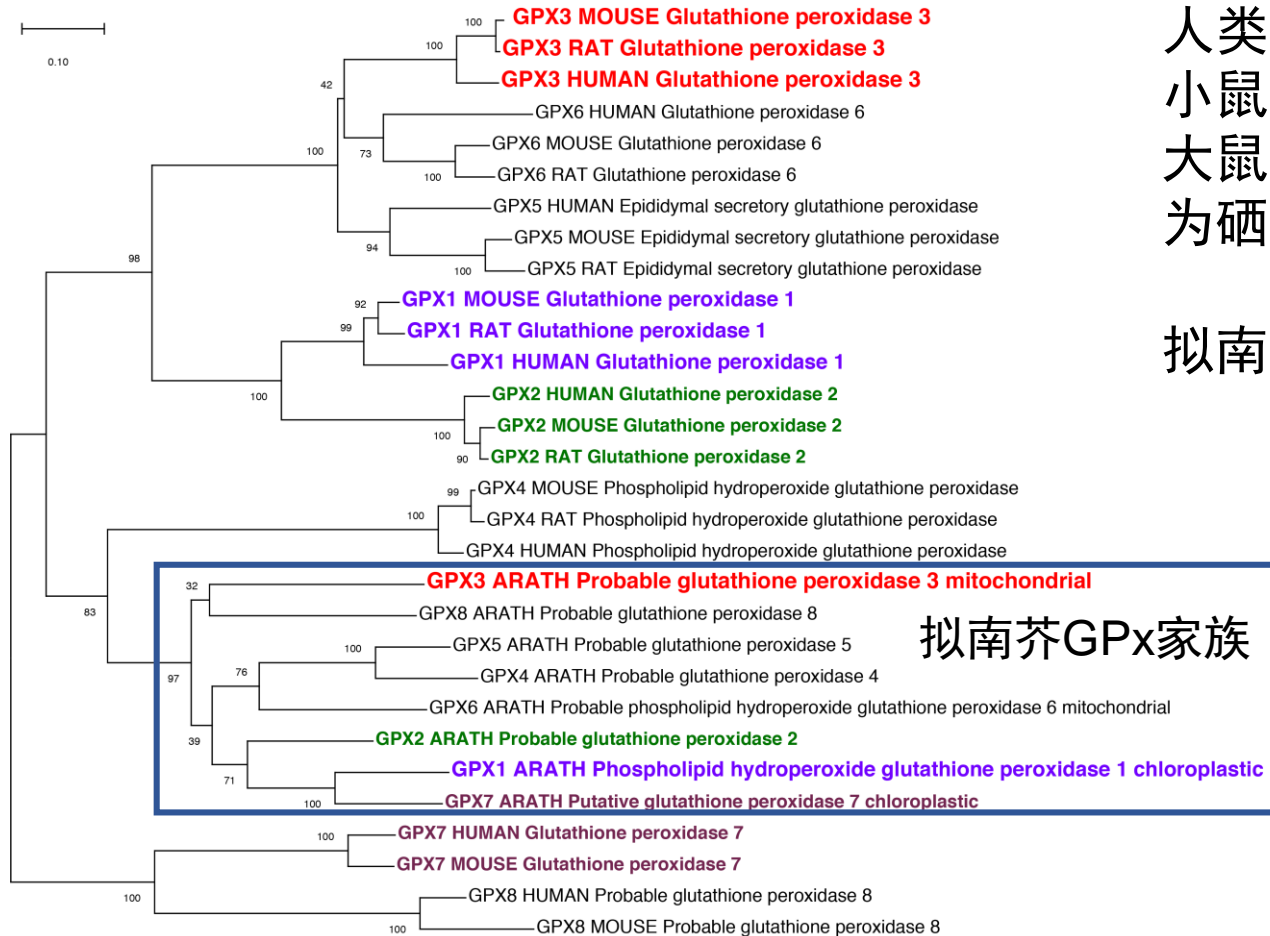 0.10
100
GPX3 MOUSE Glutathione peroxidase 3
100
GPX3 RAT Glutathione peroxidase 3
GPX3 HUMAN Glutathione peroxidase 3
42
GPX6 HUMAN Glutathione peroxidase 6
73
GPX6 MOUSE Glutathione peroxidase 6
100
GPX6 RAT Glutathione peroxidase 6
100
GPX5 HUMAN Epididymal secretory glutathione peroxidase
94
GPX5 MOUSE Epididymal secretory glutathione peroxidase
100
GPX5 RAT Epididymal secretory glutathione peroxidase
98
92
GPX1 MOUSE Glutathione peroxidase 1
99
GPX1 RAT Glutathione peroxidase 1
GPX1 HUMAN Glutathione peroxidase 1
100
GPX2 HUMAN Glutathione peroxidase 2
100
GPX2 MOUSE Glutathione peroxidase 2
90
GPX2 RAT Glutathione peroxidase 2
99
GPX4 MOUSE Phospholipid hydroperoxide glutathione peroxidase
100
GPX4 RAT Phospholipid hydroperoxide glutathione peroxidase
GPX4 HUMAN Phospholipid hydroperoxide glutathione peroxidase
83
32
GPX3 ARATH Probable glutathione peroxidase 3 mitochondrial
GPX8 ARATH Probable glutathione peroxidase 8
97
100
GPX5 ARATH Probable glutathione peroxidase 5
76
GPX4 ARATH Probable glutathione peroxidase 4
GPX6 ARATH Probable phospholipid hydroperoxide glutathione peroxidase 6 mitochondrial
39
GPX2 ARATH Probable glutathione peroxidase 2
71
GPX1 ARATH Phospholipid hydroperoxide glutathione peroxidase 1 chloroplastic
100
GPX7 ARATH Putative glutathione peroxidase 7 chloroplastic
拟南芥GPx家族
100
GPX7 HUMAN Glutathione peroxidase 7
GPX7 MOUSE Glutathione peroxidase 7
100
GPX8 HUMAN Probable glutathione peroxidase 8
100
GPX8 MOUSE Probable glutathione peroxidase 8
人类
小鼠
大鼠
为硒
拟南